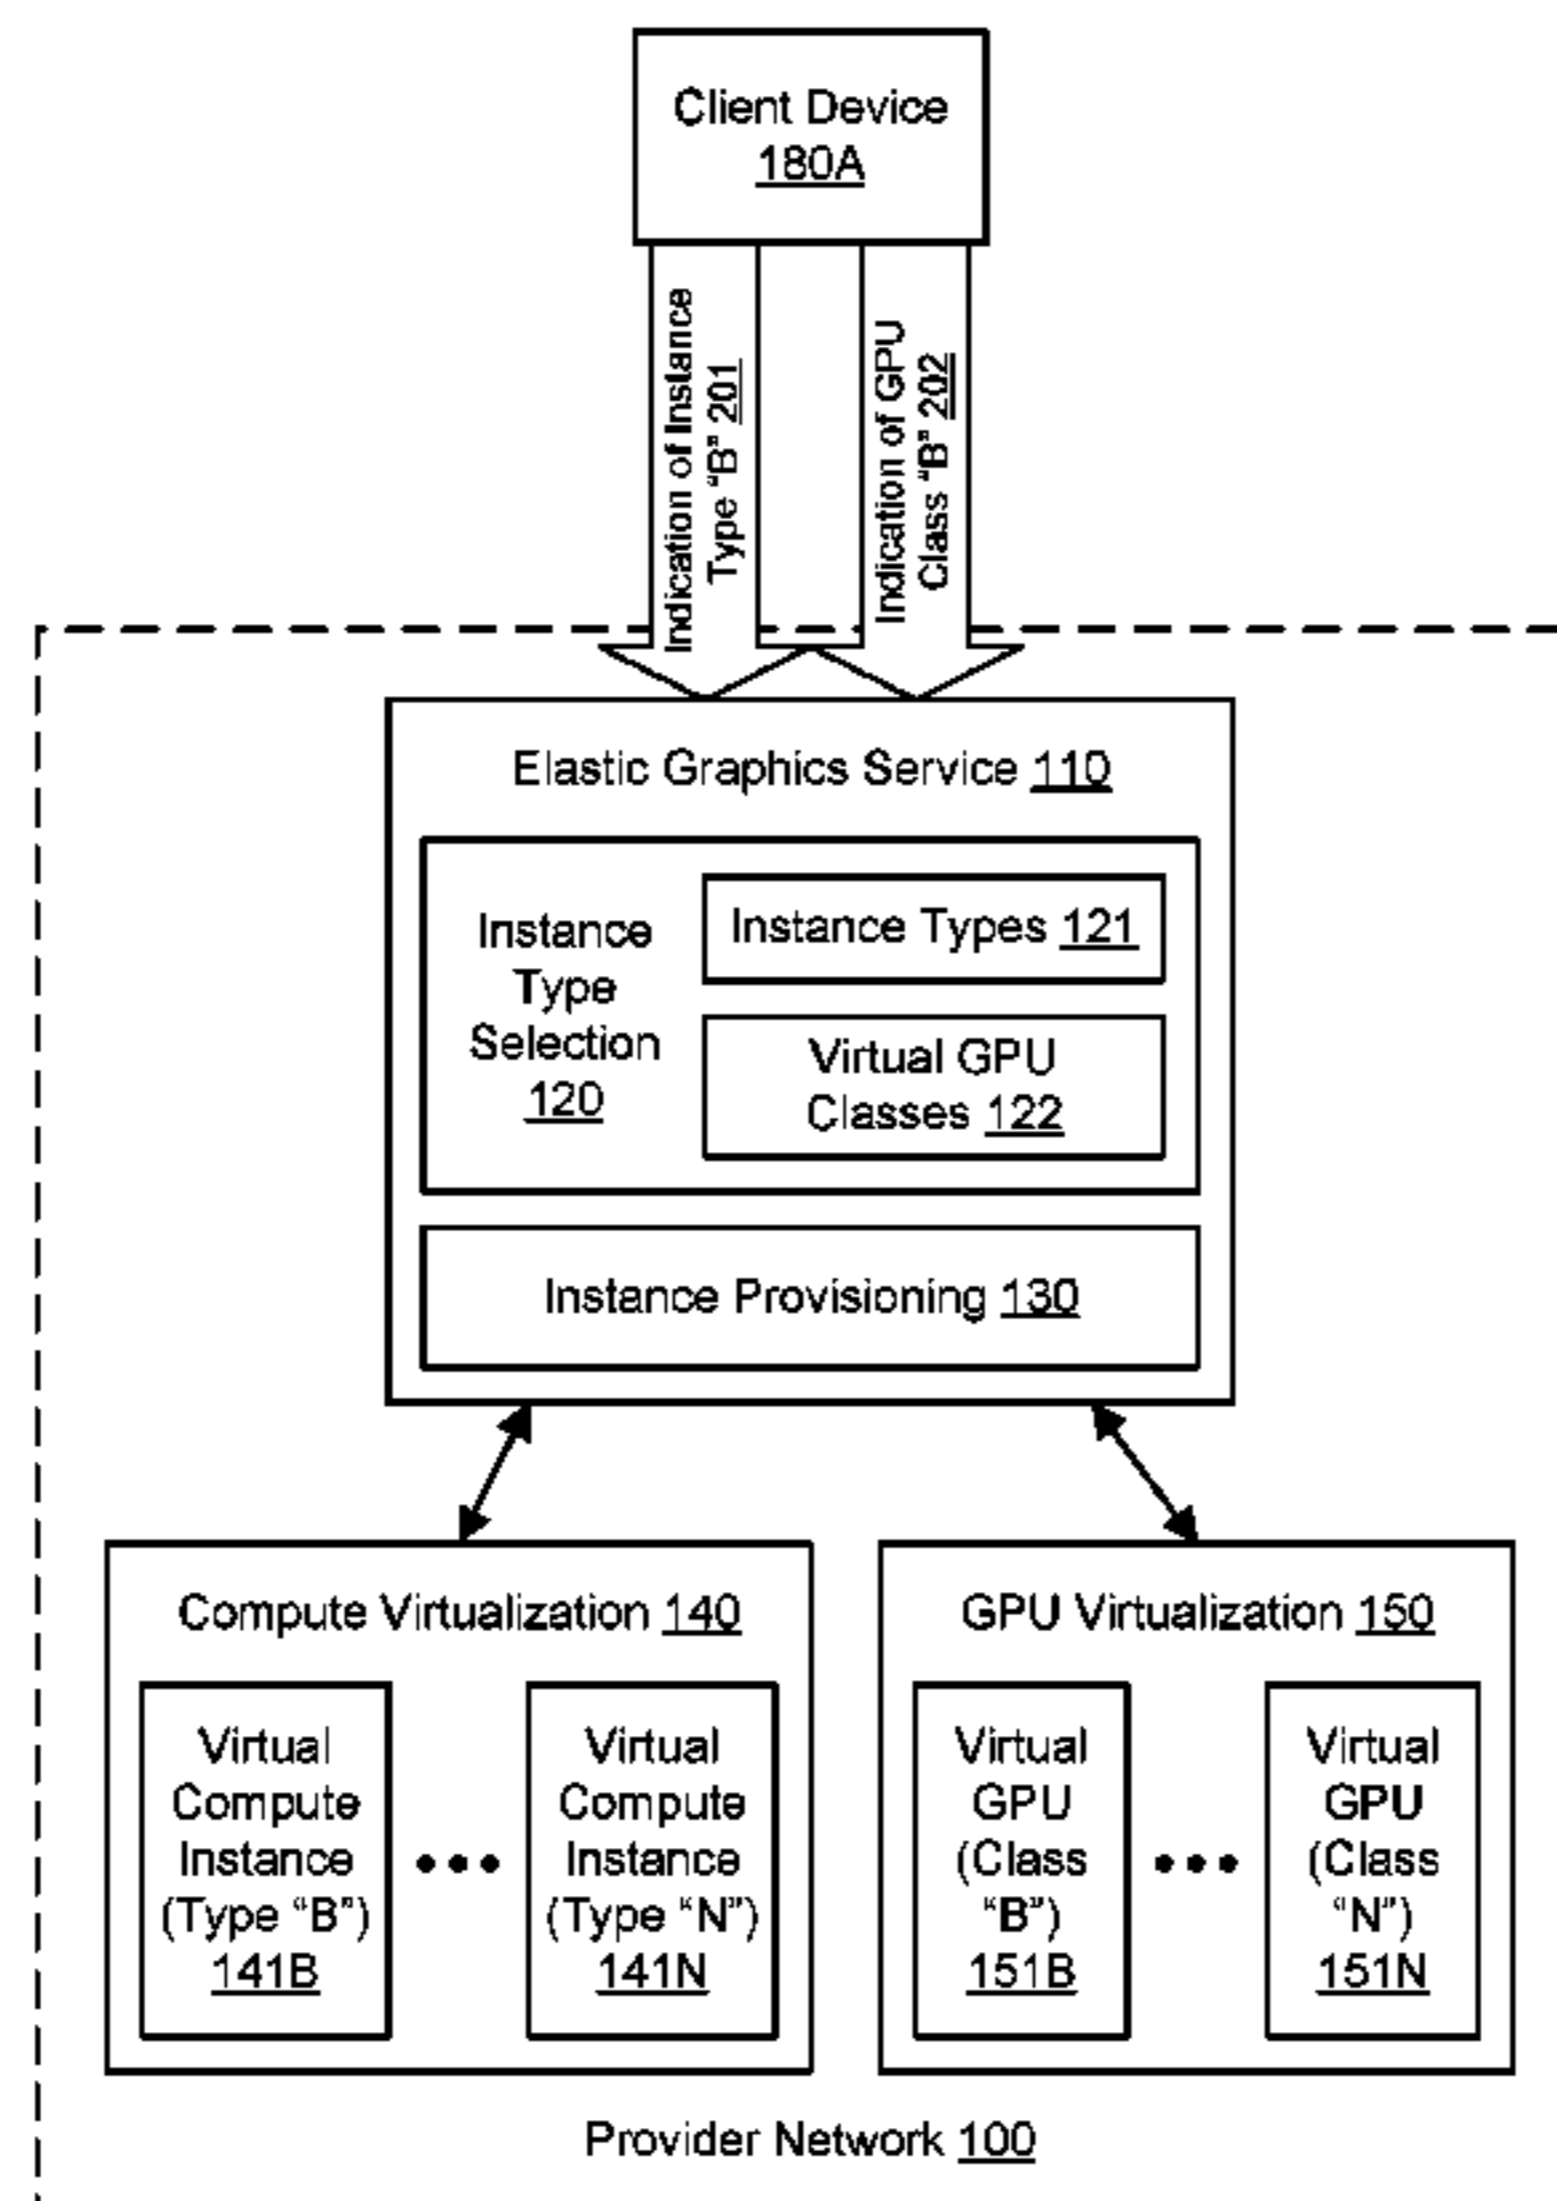 Client Device
180A
Indication of Instance
Type “B” 201
Indication of GPU
Class “B” 202
Elastic Graphics Service 110
Instance
Type
Selection
120
Instance Types 121
Virtual GPU
Classes 122
Instance Provisioning 130
Compute Virtualization 140
Virtual
Compute
Instance
(Type “B”)
141B
Virtual
Compute
Instance
(Type “N”)
141N
GPU Virtualization 150
Virtual
GPU
(Class
“B”)
151B
Virtual
GPU
(Class
“N”)
151N
Provider Network 100